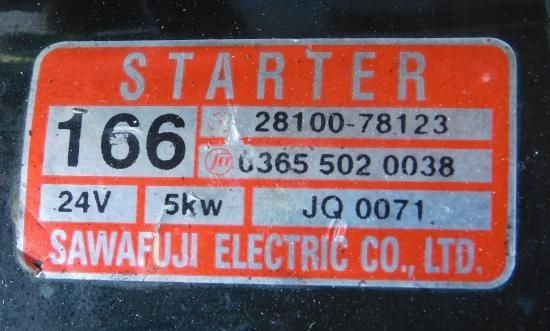 STARTER
166
28100-78123
0365 502 0038
24V 5kw JQ 0071
SAWAFUJI ELECTRIC CO., LTD.